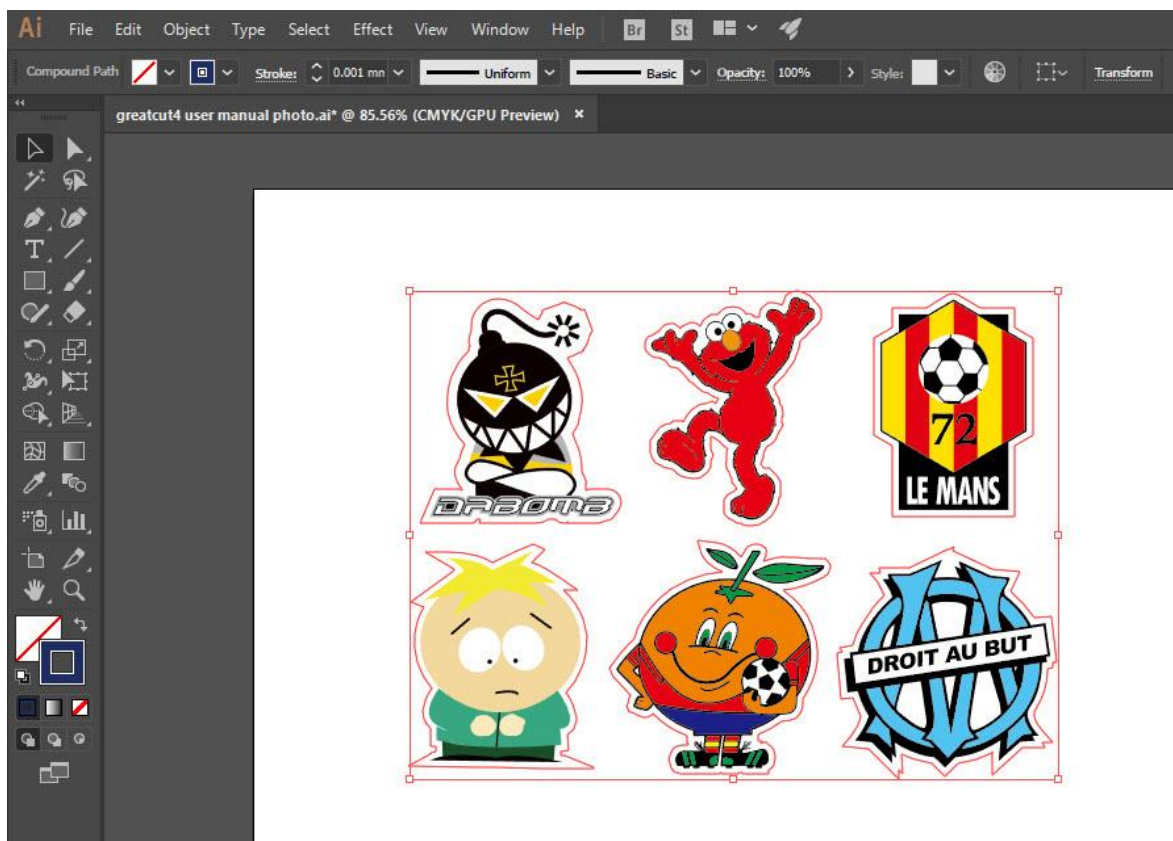 Ai File Edit Object Type Select Effect View Window Help Br St
Compound Path Stroke: 0.001 mn Uniform Basic Opacity: 100% Style: Transform
greatcut4 user manual photo.ai* @ 85.56% (CMYK/GPU Preview) ×
72
LE MANS
DABOMB
DROIT AU BUT